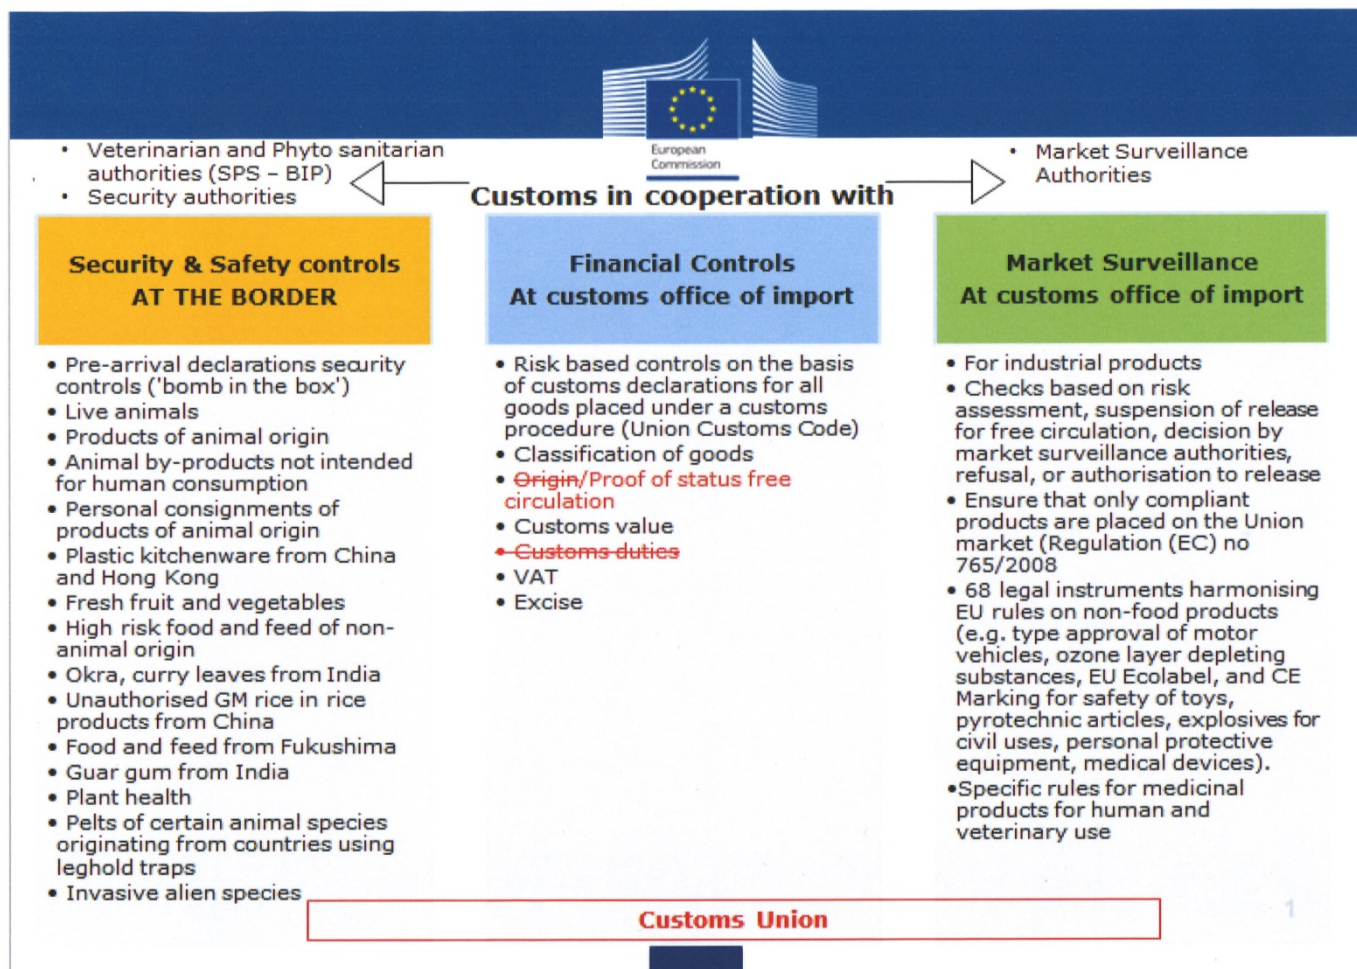 European
Commission
• Veterinarian and Phyto sanitarian
authorities (SPS – BIP)
• Security authorities
Customs in cooperation with
• Market Surveillance
Authorities
Security & Safety controls
AT THE BORDER
• Pre-arrival declarations security
controls ('bomb in the box')
• Live animals
• Products of animal origin
• Animal by-products not intended
for human consumption
• Personal consignments of
products of animal origin
• Plastic kitchenware from China
and Hong Kong
• Fresh fruit and vegetables
• High risk food and feed of non-
animal origin
• Okra, curry leaves from India
• Unauthorised GM rice in rice
products from China
• Food and feed from Fukushima
• Guar gum from India
• Plant health
• Pelts of certain animal species
originating from countries using
leghold traps
• Invasive alien species
Financial Controls
At customs office of import
• Risk based controls on the basis
of customs declarations for all
goods placed under a customs
procedure (Union Customs Code)
• Classification of goods
• Origin/Proof of status free
circulation
• Customs value
• Customs duties
• VAT
• Excise
Market Surveillance
At customs office of import
• For industrial products
• Checks based on risk
assessment, suspension of release
for free circulation, decision by
market surveillance authorities,
refusal, or authorisation to release
• Ensure that only compliant
products are placed on the Union
market (Regulation (EC) no
765/2008
• 68 legal instruments harmonising
EU rules on non-food products
(e.g. type approval of motor
vehicles, ozone layer depleting
substances, EU Ecolabel, and CE
Marking for safety of toys,
pyrotechnic articles, explosives for
civil uses, personal protective
equipment, medical devices).
•Specific rules for medicinal
products for human and
veterinary use
1
Customs Union